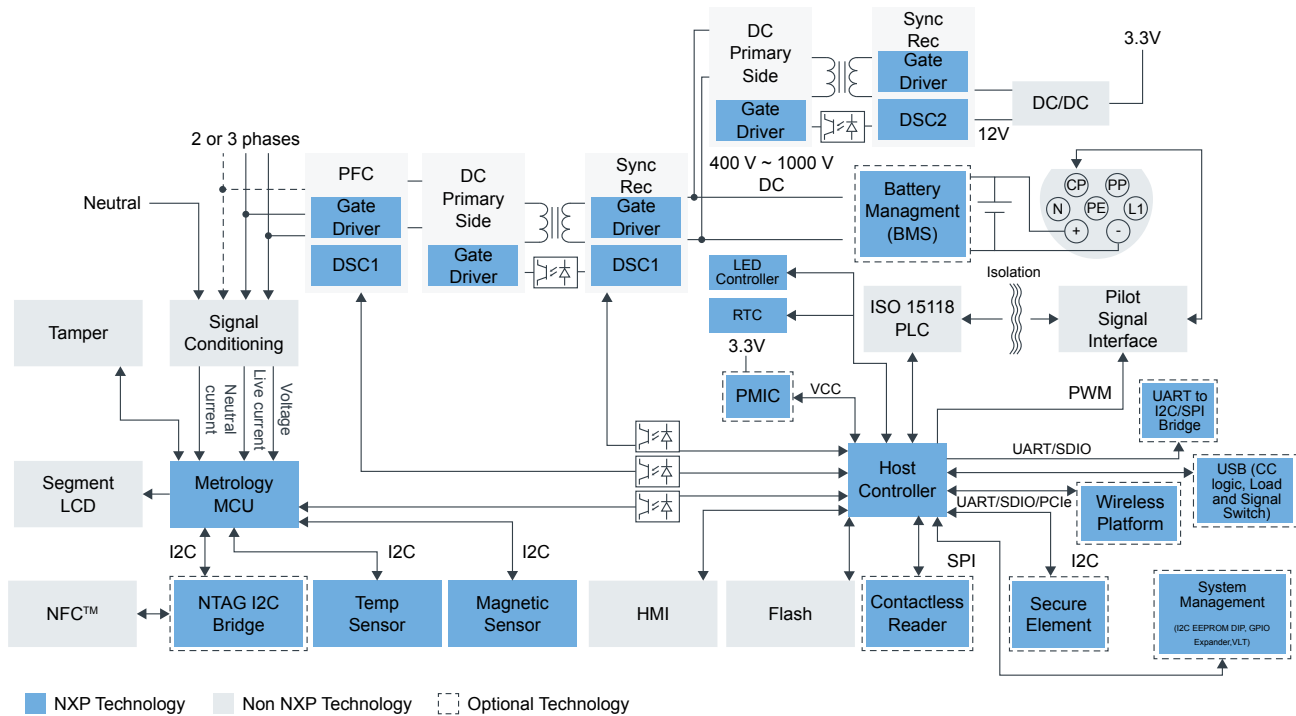 DC
Primary
Side
Gate
Driver
Sync
Rec
Gate
Driver
DSC2
12V
DC/DC
3.3V
2 or 3 phases
Neutral
PFC
Gate
Driver
DSC1
DC
Primary
Side
Gate
Driver
Sync
Rec
Gate
Driver
DSC1
400 V ~ 1000 V
DC
Battery
Managment
(BMS)
CP
PP
N
PE
L1
+
-
Tamper
Signal
Conditioning
LED
Controller
RTC
3.3V
PMIC
VCC
ISO 15118
PLC
Isolation
Pilot
Signal
Interface
PWM
UART to
I2C/SPI
Bridge
Neutral
current
Live current
Voltage
Segment
LCD
Metrology
MCU
Host
Controller
UART/SDIO
USB (CC
logic, Load
and Signal
Switch)
UART/SDIO/PCIe
Wireless
Platform
I2C
I2C
I2C
SPI
I2C
NFC™
NTAG I2C
Bridge
Temp
Sensor
Magnetic
Sensor
HMI
Flash
Contactless
Reader
Secure
Element
System
Management
(I2C EEPROM DIP, GPIO
Expander,VLT)
NXP Technology
Non NXP Technology
Optional Technology